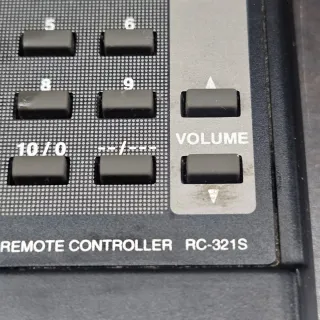 5 6
8 9
VOLUME
10/0 --/---
REMOTE CONTROLLER RC-321S